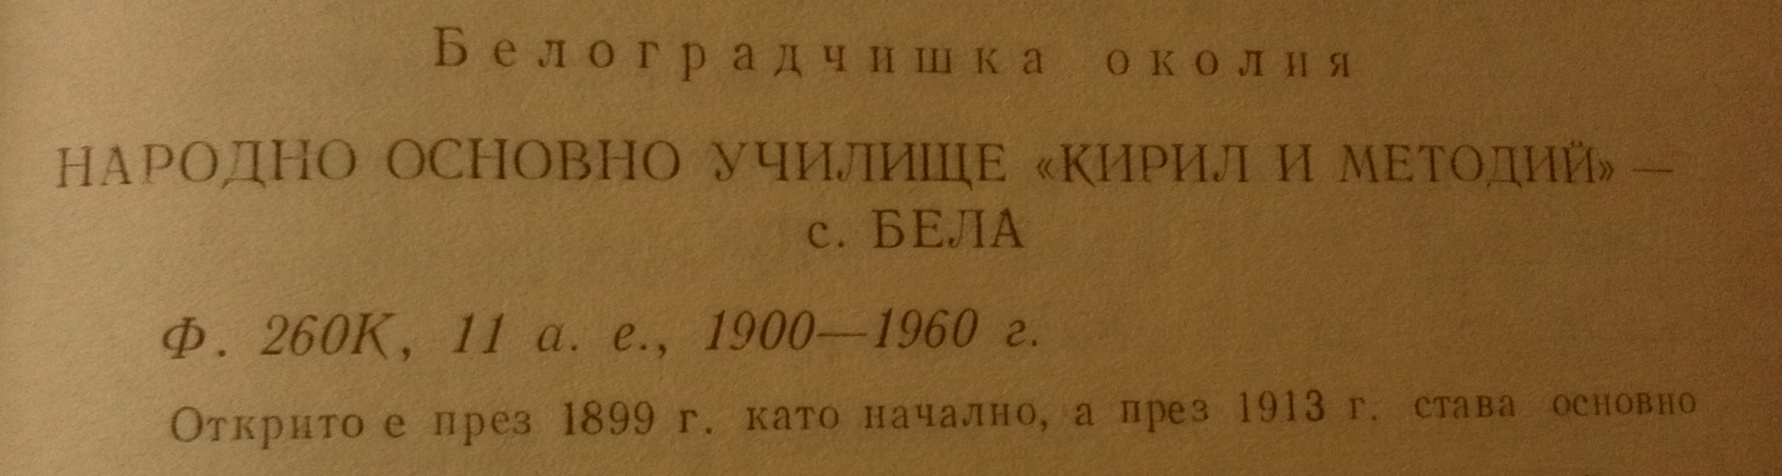 Белоградчишка околия
НАРОДНО ОСНОВНО УЧИЛИЩЕ «КИРИЛ И МЕТОДИЙ» —
с. БЕЛА
Ф. 260К, 11 а. е., 1900—1960 г.
Открито е през 1899 г. като начално, а през 1913 г. става основно